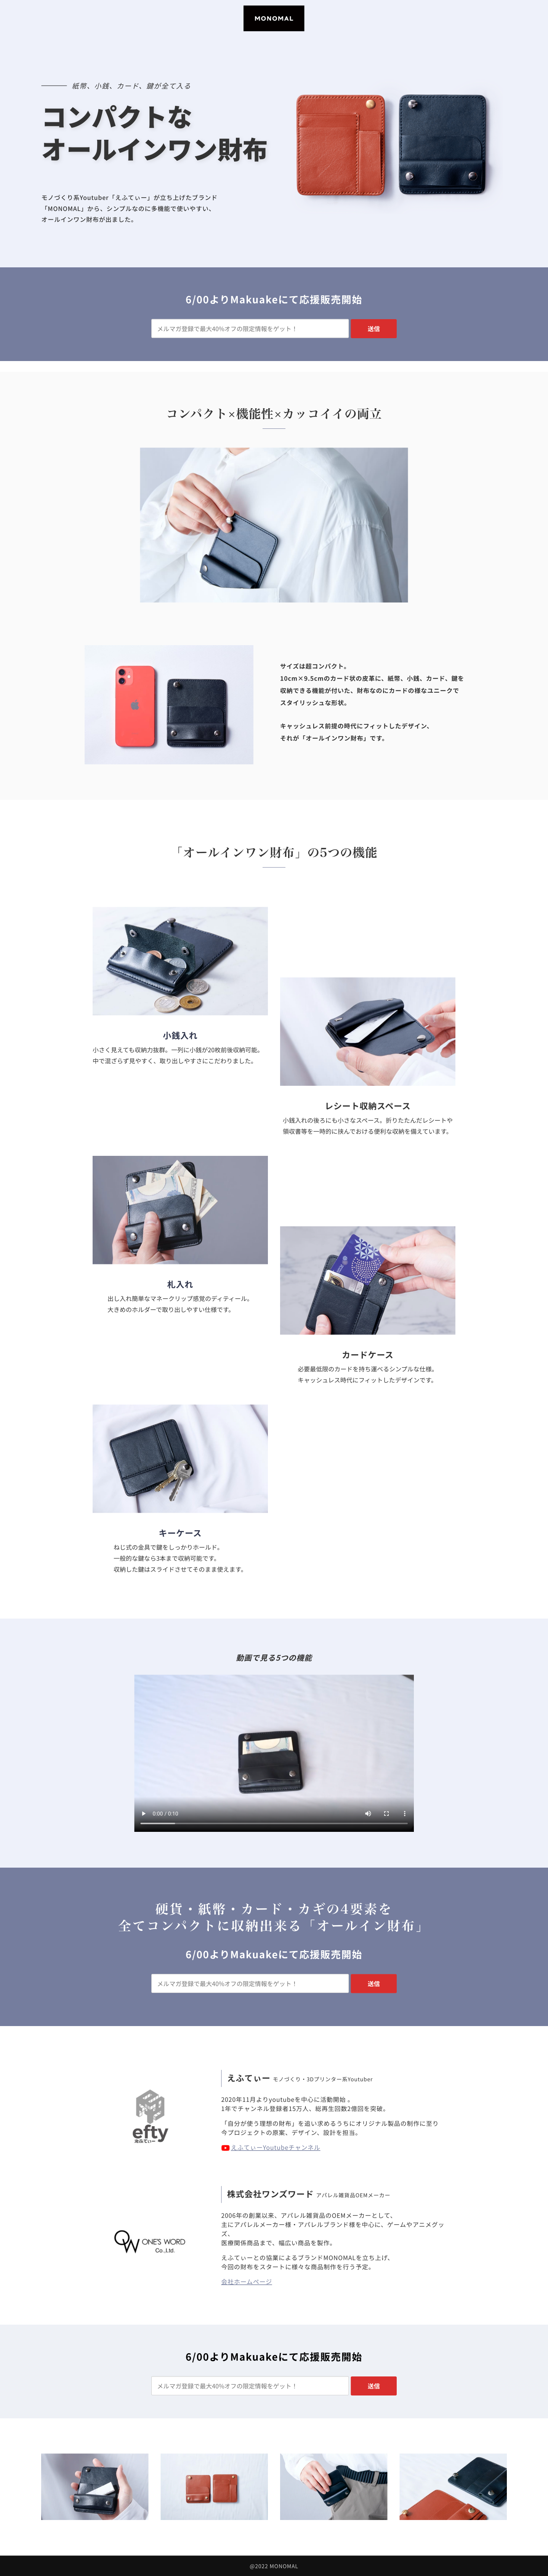 MONOMAL
紙幣、小銭、カード、鍵が全て入る
コンパクトな
オールインワン財布
モノづくり系Youtuber「えふてぃー」が立ち上げたブランド
「MONOMAL」から、シンプルなのに多機能で使いやすい、
オールインワン財布が出ました。
6/00よりMakuakeにて応援販売開始
メルマガ登録で最大40%オフの限定情報をゲット！ 送信
コンパクト×機能性×カッコイイの両立
サイズは超コンパクト。
10cm×9.5cmのカード状の皮革に、紙幣、小銭、カード、鍵を
収納できる機能が付いた、財布なのにカードの様なユニークで
スタイリッシュな形状。
キャッシュレス前提の時代にフィットしたデザイン、
それが「オールインワン財布」です。
「オールインワン財布」の5つの機能
小銭入れ
小さく見えても収納力抜群。一列に小銭が20枚前後収納可能。
中で混ざらず見やすく、取り出しやすさにこだわりました。
レシート収納スペース
小銭入れの後ろにも小さなスペース。折りたたんだレシートや
領収書等を一時的に挟んでおける便利な収納を備えています。
札入れ
出し入れ簡単なマネークリップ感覚のディティール。
大きめのホルダーで取り出しやすい仕様です。
カードケース
必要最低限のカードを持ち運べるシンプルな仕様。
キャッシュレス時代にフィットしたデザインです。
キーケース
ねじ式の金具で鍵をしっかりホールド。
一般的な鍵なら3本まで収納可能です。
収納した鍵はスライドさせてそのまま使えます。
動画で見る5つの機能
0:00 / 0:10
硬貨・紙幣・カード・カギの4要素を
全てコンパクトに収納出来る「オールイン財布」
6/00よりMakuakeにて応援販売開始
メルマガ登録で最大40%オフの限定情報をゲット！ 送信
efty
えふてぃー モノづくり・3Dプリンター系Youtuber
2020年11月よりyoutubeを中心に活動開始 。
1年でチャンネル登録者15万人、総再生回数2億回を突破。
「自分が使う理想の財布」を追い求めるうちにオリジナル製品の制作に至り
今プロジェクトの原案、デザイン、設計を担当。
えふてぃーYoutubeチャンネル
OW ONE'S WORD
Co.,Ltd
株式会社ワンズワード アパレル雑貨品OEMメーカー
2006年の創業以来、アパレル雑貨品のOEMメーカーとして、
主にアパレルメーカー様・アパレルブランド様を中心に、ゲームやアニメグッ
ズ、
医療関係商品まで、幅広い商品を製作。
えふてぃーとの協業によるブランドMONOMALを立ち上げ、
今回の財布をスタートに様々な商品制作を行う予定。
会社ホームページ
6/00よりMakuakeにて応援販売開始
メルマガ登録で最大40%オフの限定情報をゲット！ 送信
@2022 MONOMAL